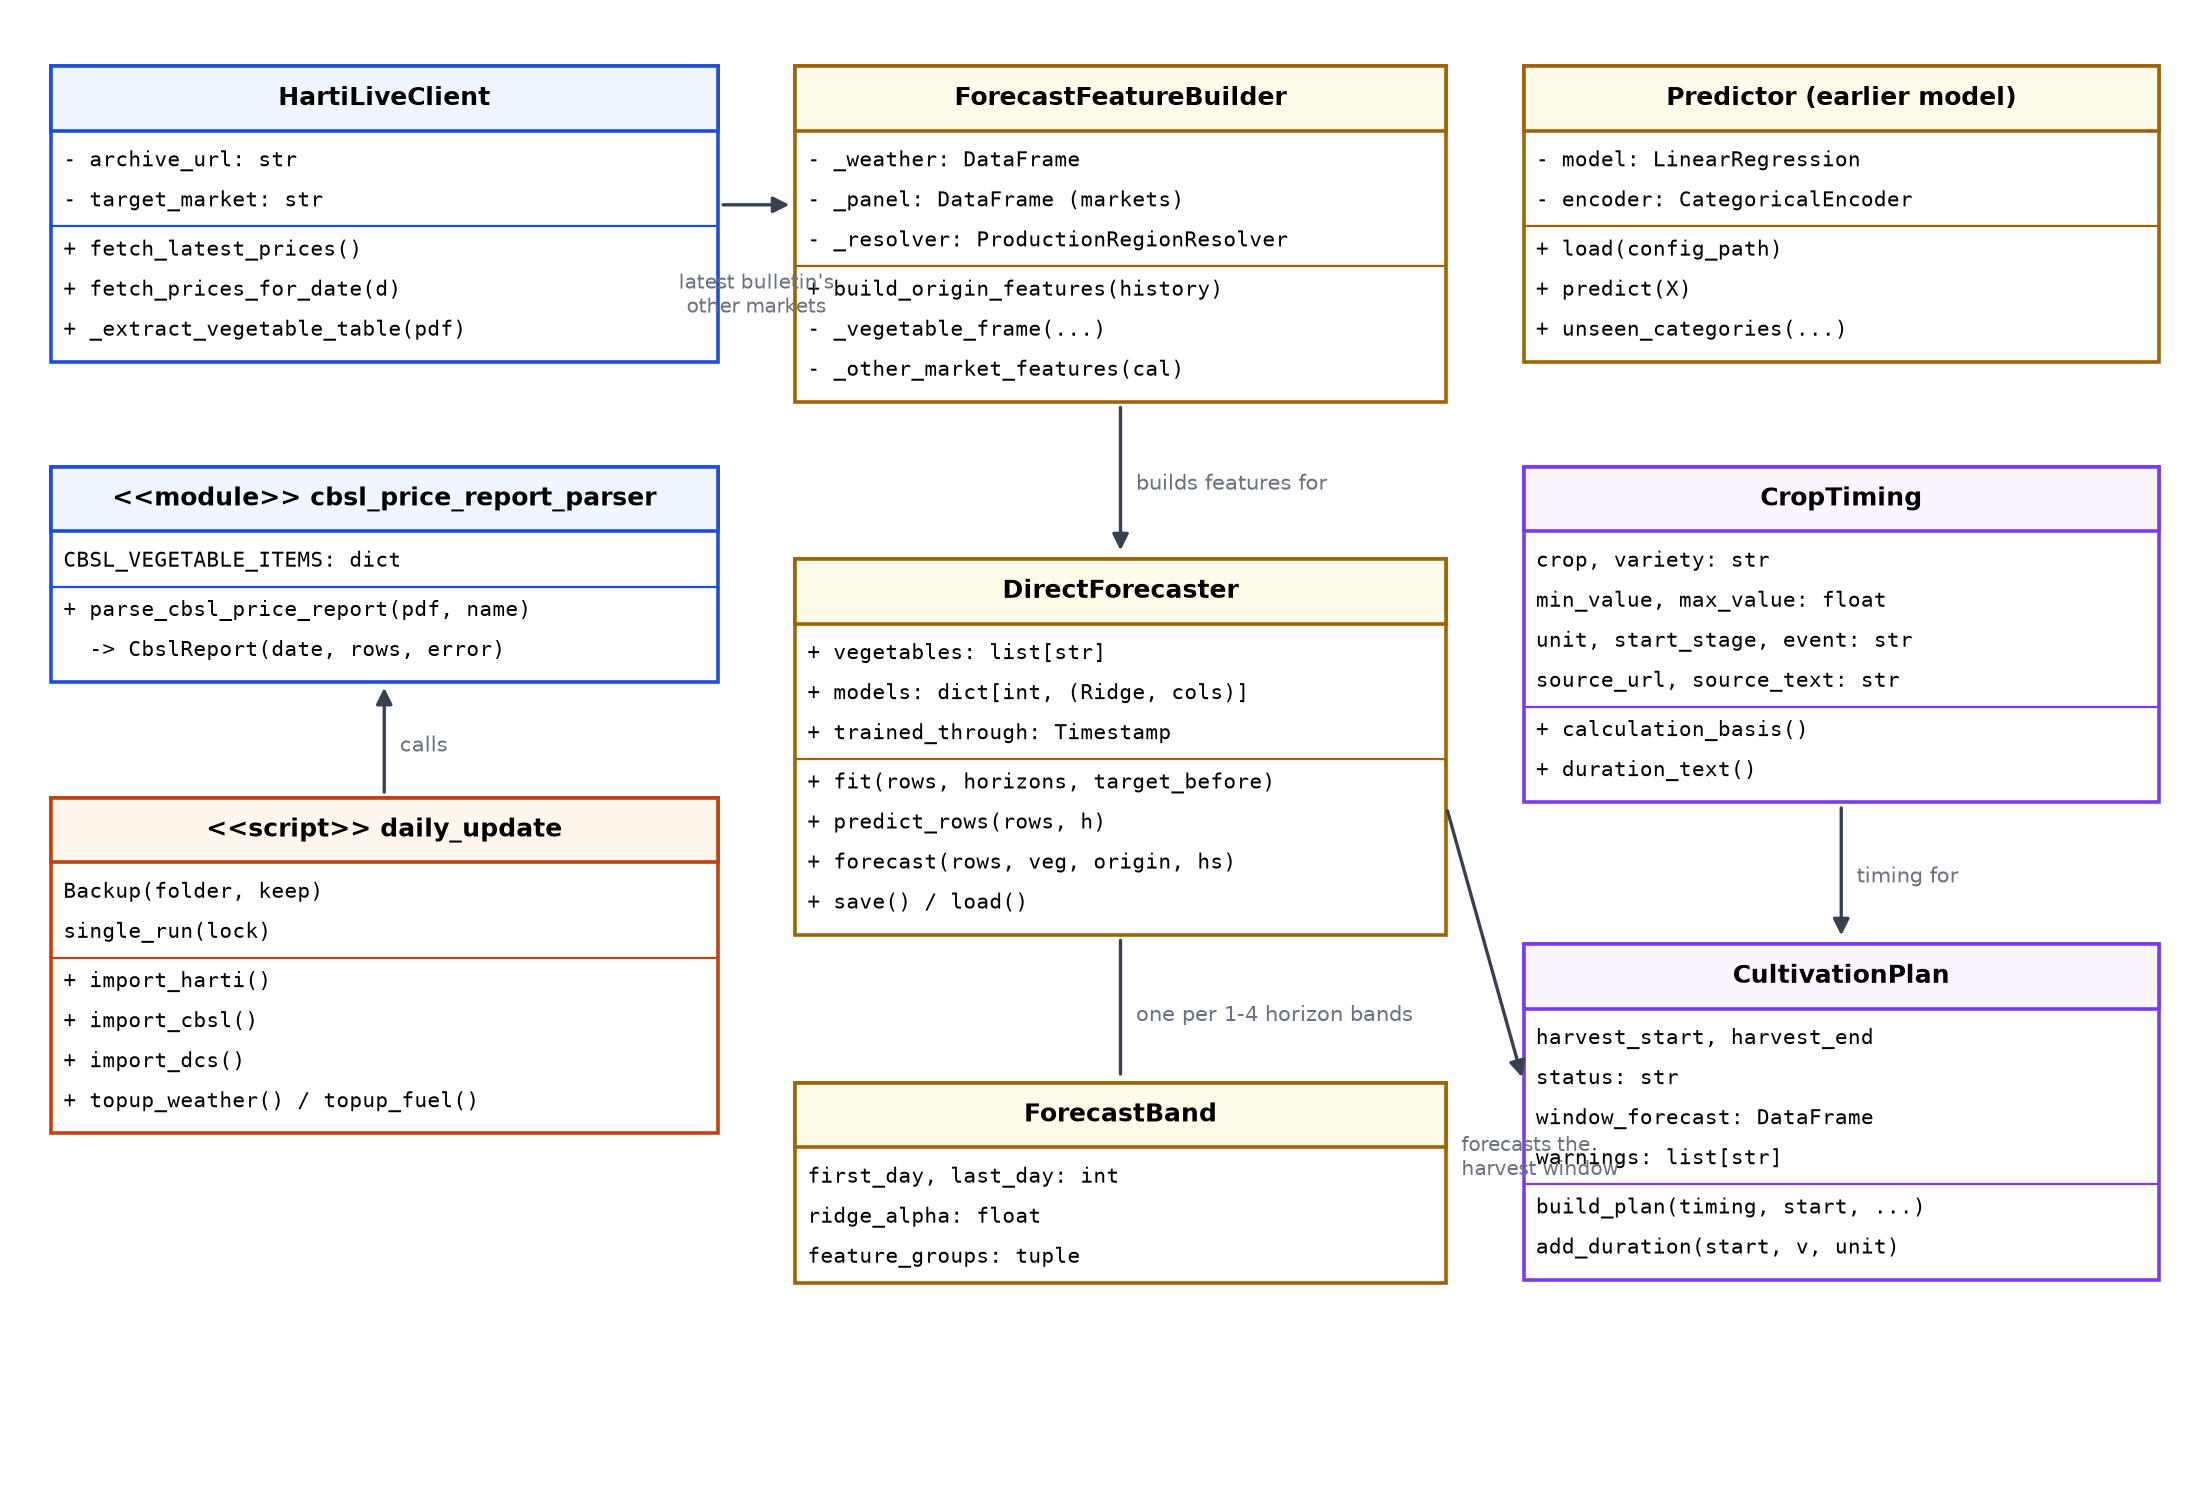 HartiLiveClient
- archive_url: str
- target_market: str
+ fetch_latest_prices()
+ fetch_prices_for_date(d)
+ _extract_vegetable_table(pdf)
latest bulletin's
other markets
ForecastFeatureBuilder
- _weather: DataFrame
- _panel: DataFrame (markets)
- _resolver: ProductionRegionResolver
+ build_origin_features(history)
- _vegetable_frame(...)
- _other_market_features(cal)
Predictor (earlier model)
- model: LinearRegression
- encoder: CategoricalEncoder
+ load(config_path)
+ predict(X)
+ unseen_categories(...)
<<module>> cbsl_price_report_parser
CBSL_VEGETABLE_ITEMS: dict
+ parse_cbsl_price_report(pdf, name)
-> CbslReport(date, rows, error)
calls
builds features for
DirectForecaster
+ vegetables: list[str]
+ models: dict[int, (Ridge, cols)]
+ trained_through: Timestamp
+ fit(rows, horizons, target_before)
+ predict_rows(rows, h)
+ forecast(rows, veg, origin, hs)
+ save() / load()
CropTiming
crop, variety: str
min_value, max_value: float
unit, start_stage, event: str
source_url, source_text: str
+ calculation_basis()
+ duration_text()
timing for
<<script>> daily_update
Backup(folder, keep)
single_run(lock)
+ import_harti()
+ import_cbsl()
+ import_dcs()
+ topup_weather() / topup_fuel()
one per 1-4 horizon bands
ForecastBand
first_day, last_day: int
ridge_alpha: float
feature_groups: tuple
forecasts the
harvest window
CultivationPlan
harvest_start, harvest_end
status: str
window_forecast: DataFrame
warnings: list[str]
build_plan(timing, start, ...)
add_duration(start, v, unit)